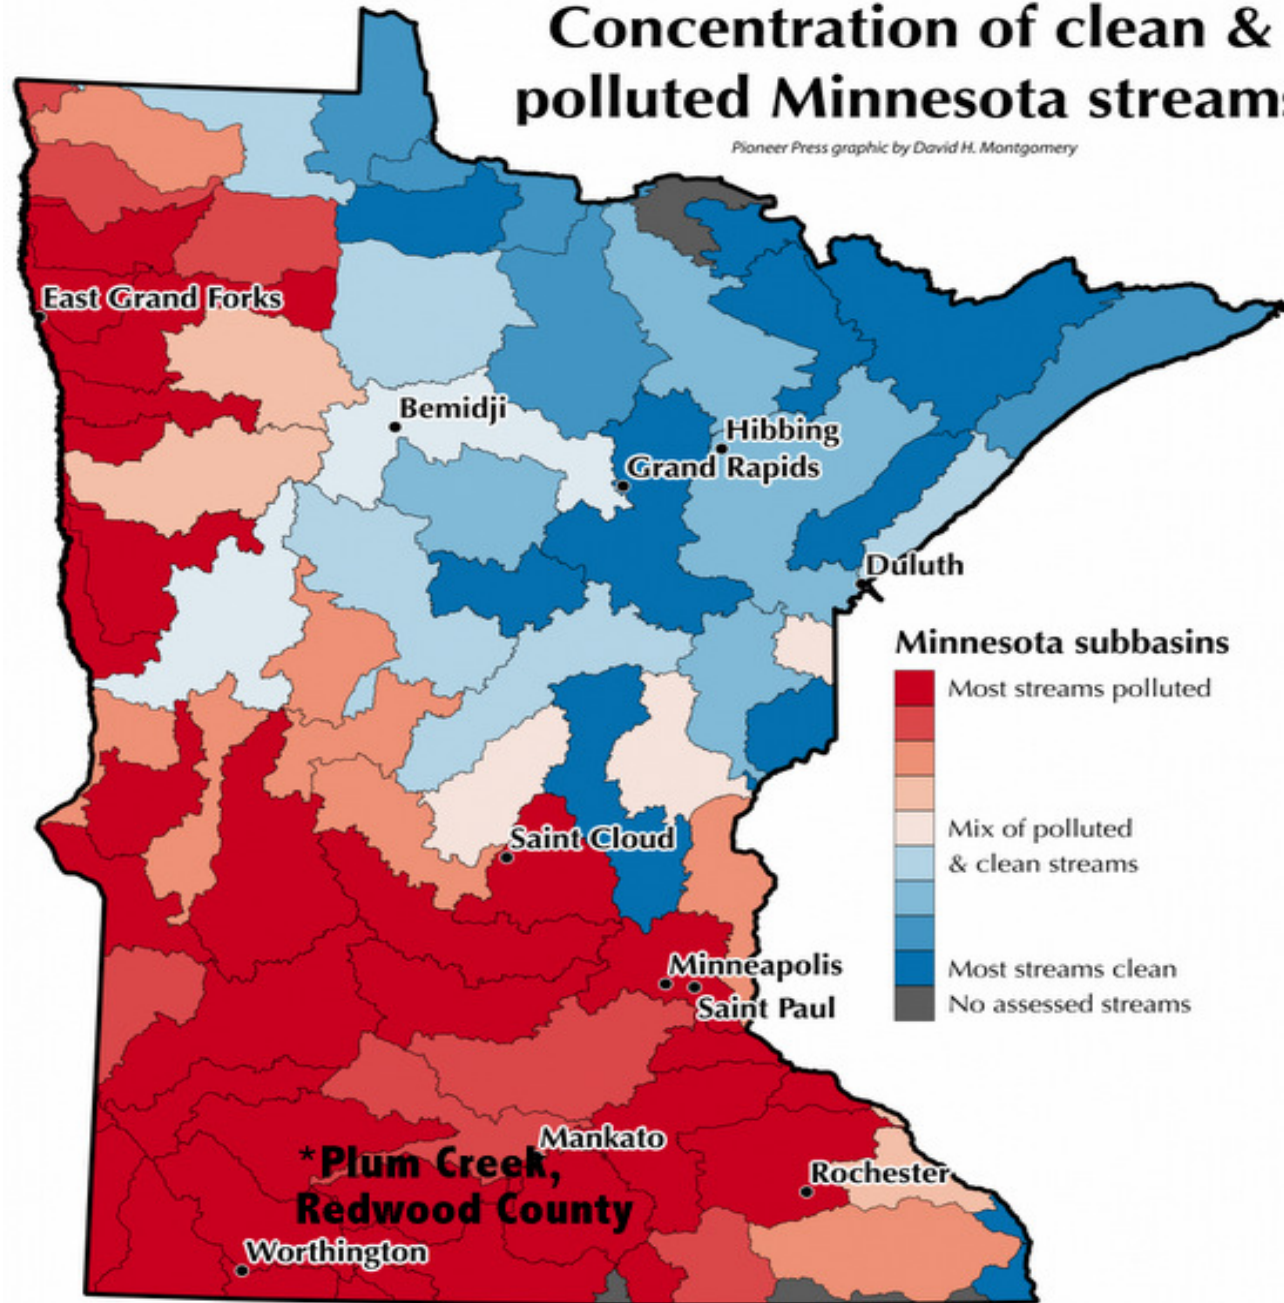 Concentration of clean &
polluted Minnesota streams
Pioneer Press graphic by David H. Montgomery
East Grand Forks
Bemidji
Hibbing
Grand Rapids
Duluth
Minnesota subbasins
Most streams polluted
Mix of polluted
& clean streams
Most streams clean
No assessed streams
Saint Cloud
Minneapolis
Saint Paul
Mankato
*Plum Creek,
Redwood County
Rochester
Worthington